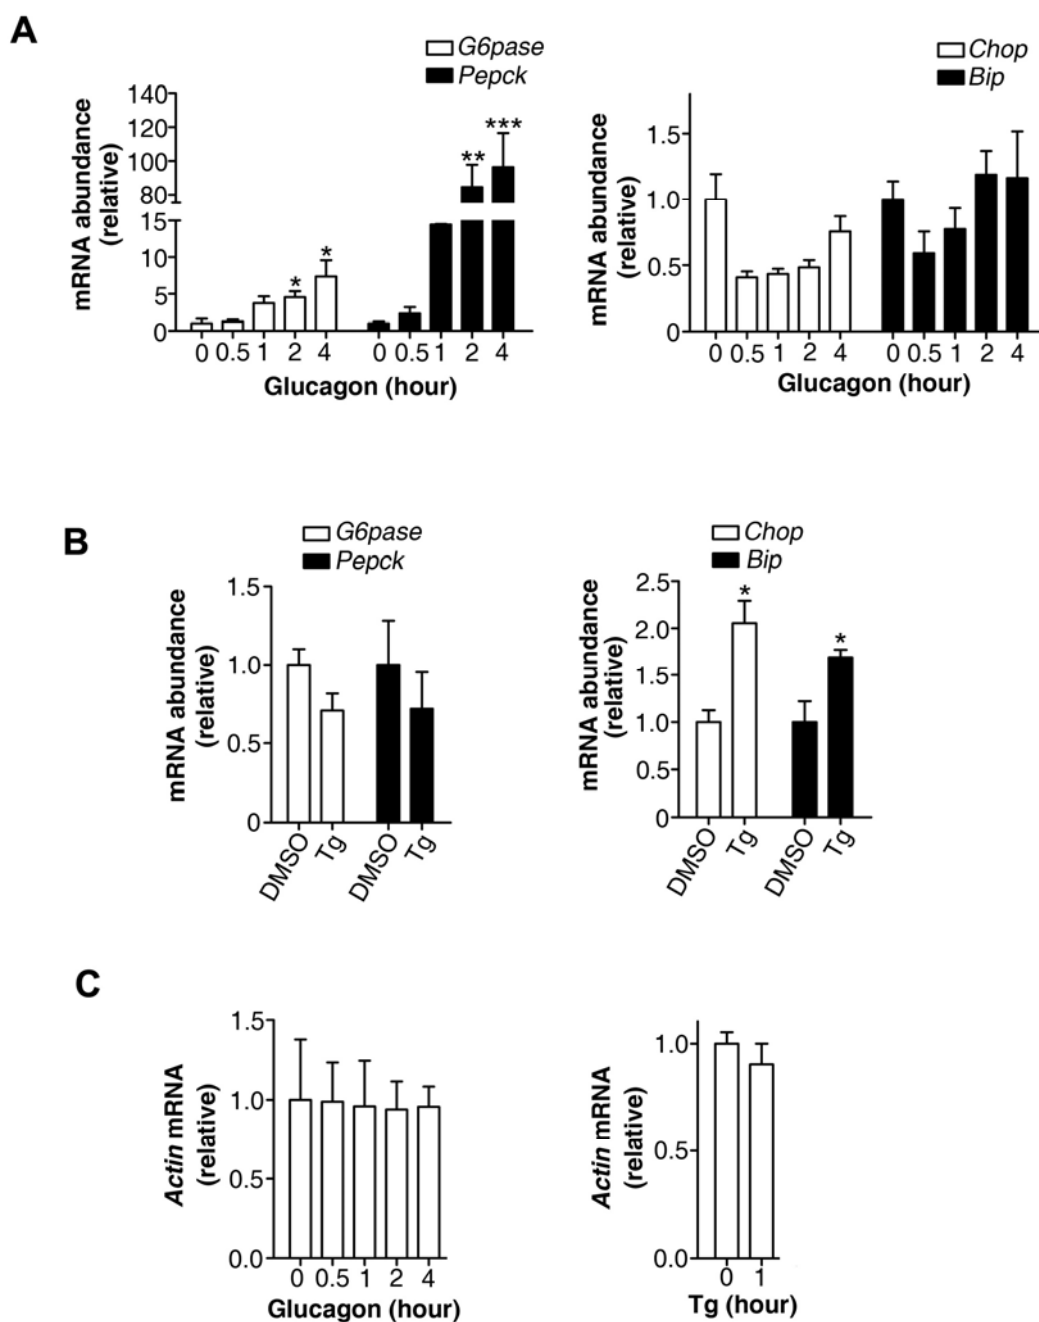 A
G6pase
Pepck
mRNA abundance
(relative)
140
120
100
80
15
10
5
0
* * ** ***
0 0.5 1 2 4 0 0.5 1 2 4
Glucagon (hour)
Chop
Bip
mRNA abundance
(relative)
1.5
1.0
0.5
0
0 0.5 1 2 4 0 0.5 1 2 4
Glucagon (hour)
B
G6pase
Pepck
mRNA abundance
(relative)
1.5
1.0
0.5
0
DMSO Tg DMSO Tg
Chop
Bip
mRNA abundance
(relative)
2.5
2.0
1.5
1.0
0.5
0
* *
DMSO Tg DMSO Tg
C
Actin mRNA
(relative)
1.5
1.0
0.5
0.0
0 0.5 1 2 4
Glucagon (hour)
Actin mRNA
(relative)
1.0
0.5
0.0
0 1
Tg (hour)